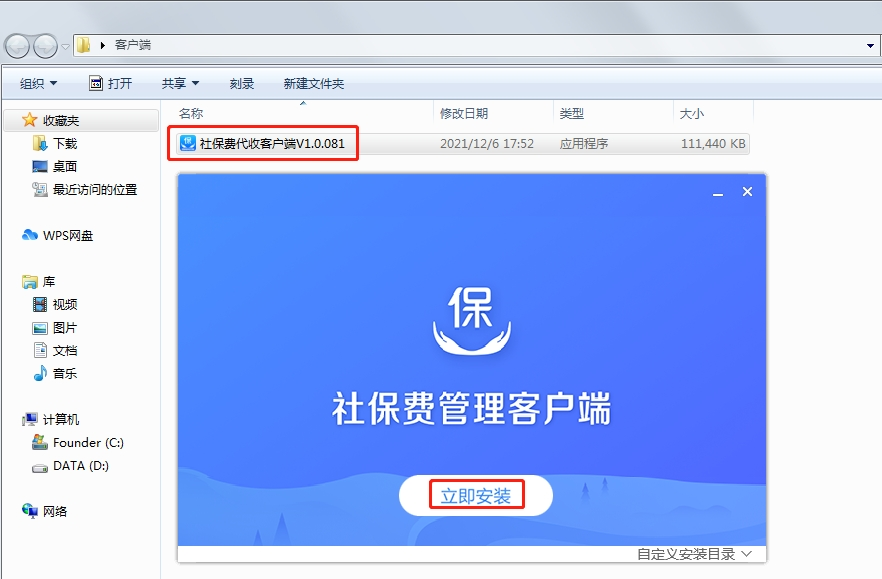 客户端
组织 打开 共享 刻录 新建文件夹
名称 修改日期 类型 大小
收藏夹
社保费代收客户端V1.0.081 2021/12/6 17:52 应用程序 111,440 KB
下载
桌面
最近访问的位置
WPS网盘
库
视频
图片
文档
音乐
计算机
Founder (C:)
DATA (D:)
网络
保
社保费管理客户端
立即安装
自定义安装目录